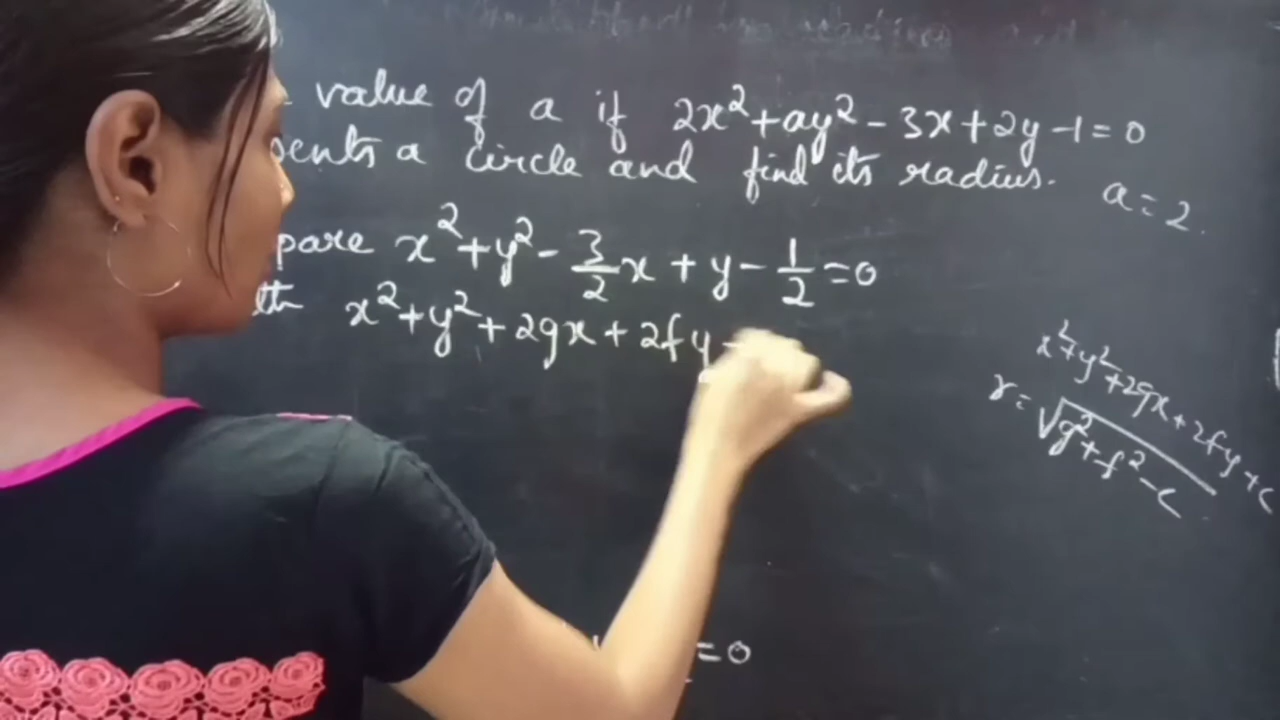 value of a if 2x²+ay²-3x+2y-1=0
sents a circle and find its radius. a=2.
pare x²+y²-3/2x+y-1/2=0
th x²+y²+2gx+2fy
x²+y²+2gx+2fy+c
r=√g²+f²-c
=0